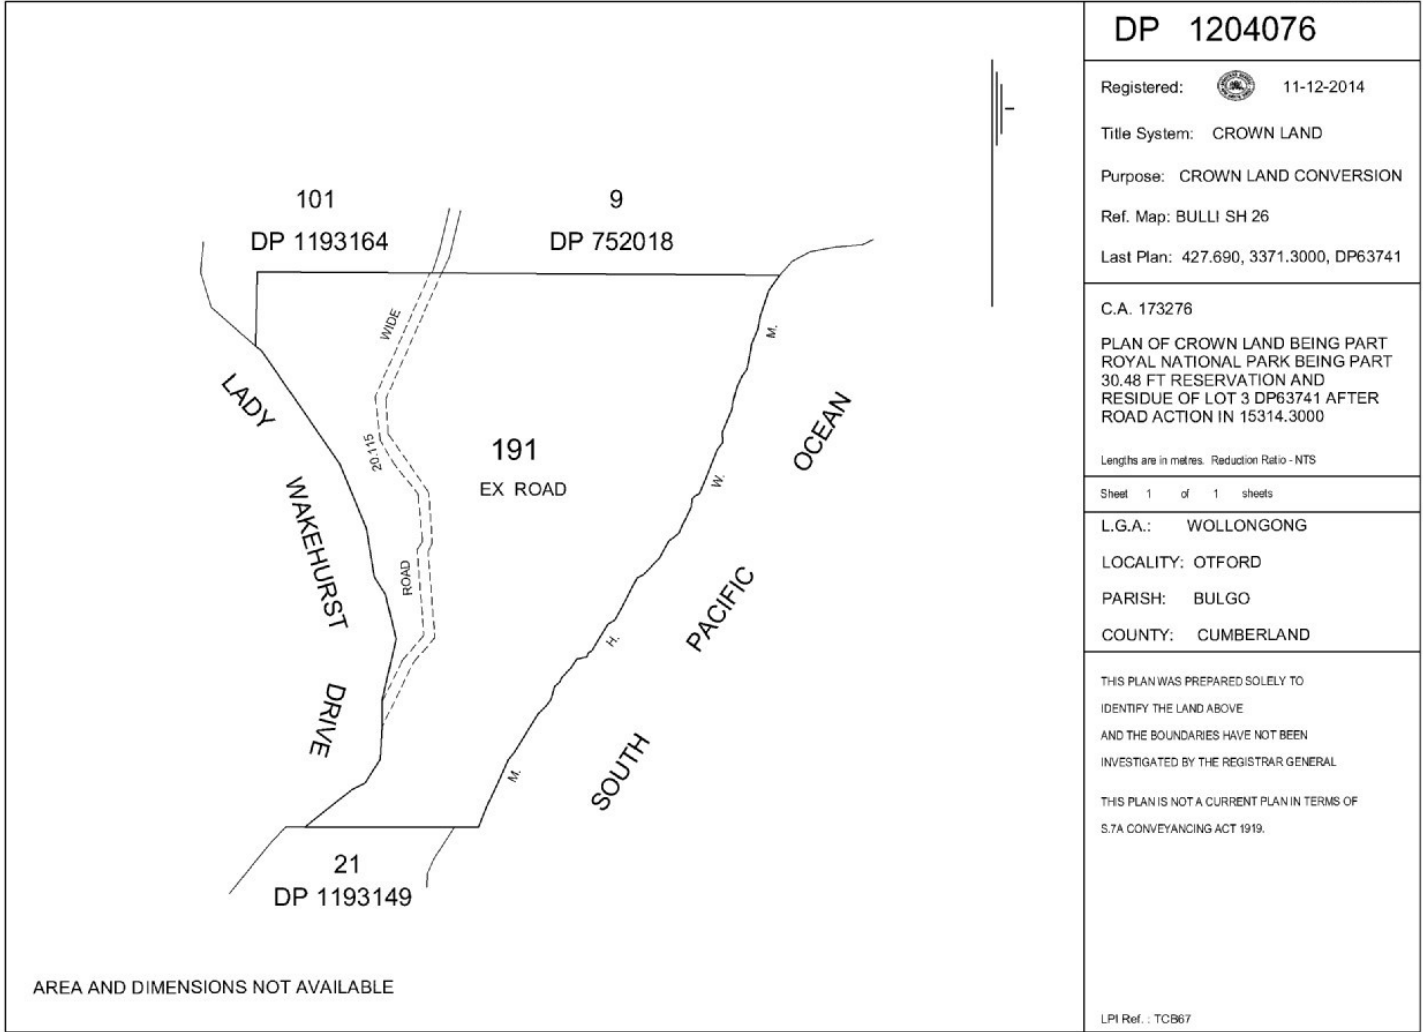 DP 1204076
Registered: 11-12-2014
Title System: CROWN LAND
Purpose: CROWN LAND CONVERSION
Ref. Map: BULLI SH 26
Last Plan: 427.690, 3371.3000, DP63741
C.A. 173276
PLAN OF CROWN LAND BEING PART
ROYAL NATIONAL PARK BEING PART
30.48 FT RESERVATION AND
RESIDUE OF LOT 3 DP63741 AFTER
ROAD ACTION IN 15314.3000
Lengths are in metres. Reduction Ratio - NTS
Sheet 1 of 1 sheets
L.G.A.: WOLLONGONG
LOCALITY: OTFORD
PARISH: BULGO
COUNTY: CUMBERLAND
THIS PLAN WAS PREPARED SOLELY TO
IDENTIFY THE LAND ABOVE
AND THE BOUNDARIES HAVE NOT BEEN
INVESTIGATED BY THE REGISTRAR GENERAL
THIS PLAN IS NOT A CURRENT PLAN IN TERMS OF
S.7A CONVEYANCING ACT 1919.
LPI Ref. : TCB67
101
DP 1193164
9
DP 752018
LADY
WAKEHURST
DRIVE
ROAD
20.115
WIDE
191
EX ROAD
M.
H.
W.
M.
SOUTH
PACIFIC
OCEAN
21
DP 1193149
AREA AND DIMENSIONS NOT AVAILABLE